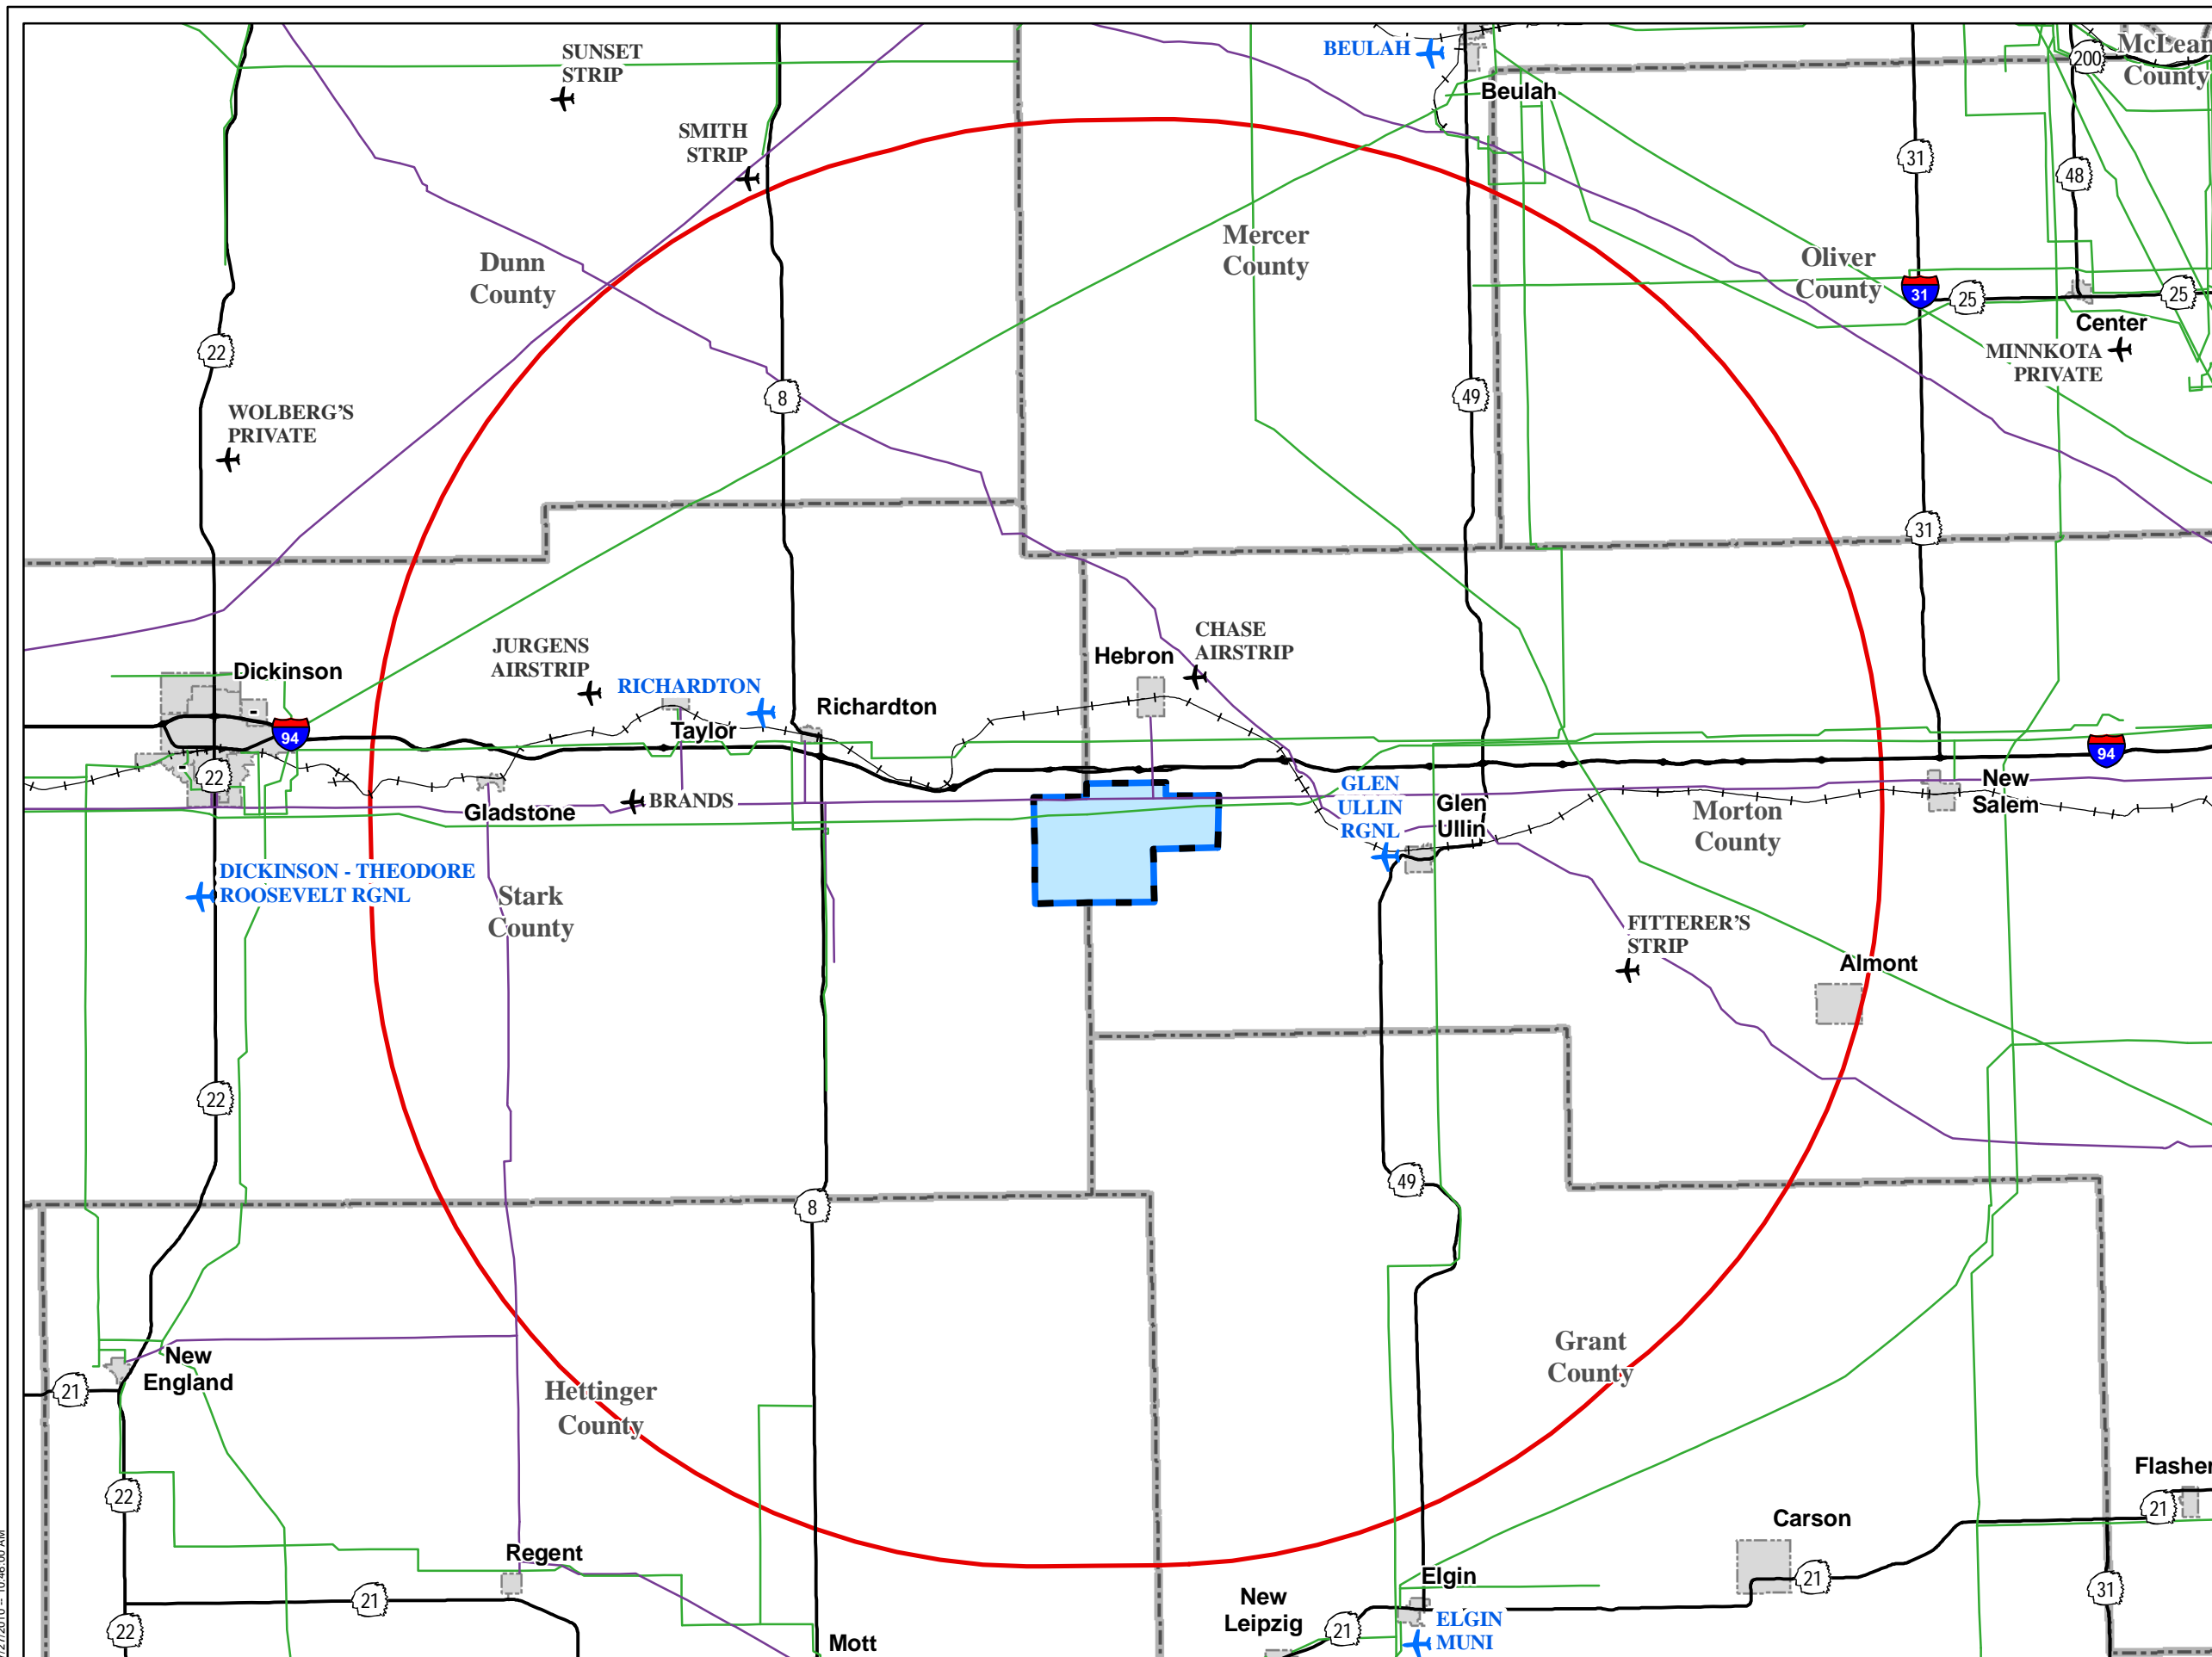 SUNSET
STRIP
BEULAH
McLean
County
200
Beulah
SMITH
STRIP
31
48
Mercer
County
Dunn
County
Oliver
County
31
25
25
Center
22
MINNKOTA
PRIVATE
8
49
WOLBERG'S
PRIVATE
31
JURGENS
AIRSTRIP
CHASE
AIRSTRIP
Hebron
Dickinson
RICHARDTON
Richardton
Taylor
94
94
22
GLEN
ULLIN
RGNL
Glen
Ullin
New
Salem
BRANDS
Gladstone
Morton
County
DICKINSON - THEODORE
ROOSEVELT RGNL
Stark
County
FITTERER'S
STRIP
Almont
22
49
8
New
England
21
Grant
County
Hettinger
County
22
Flasher
21
Carson
21
Regent
21
Elgin
31
New
Leipzig
21
ELGIN
MUNI
22
Mott